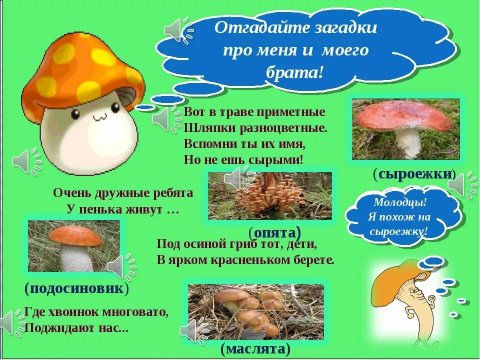 Отгадайте загадки
про меня и моего
брата!
Вот в траве приметные
Шляпки разноцветные.
Вспомни ты их имя,
Но не ешь сырыми!
(сыроежки)
Очень дружные ребята
У пенька живут …
(опята)
Молодцы!
Я похож на
сыроежку!
Под осиной гриб тот, дети,
В ярком красненьком берете.
(подосиновик)
Где хвоинок многовато,
Поджидают нас...
(маслята)